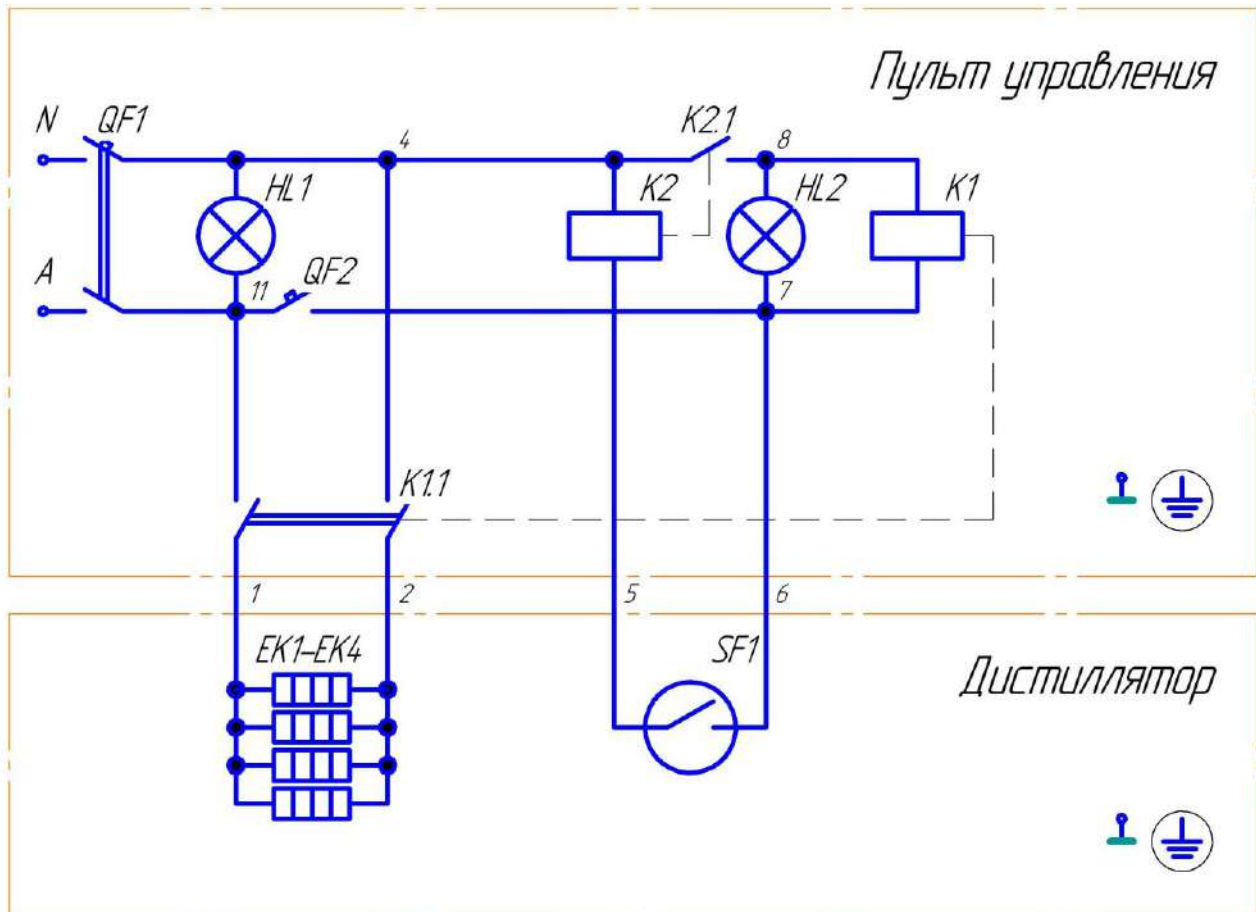 Пульт управления
N QF1 4 K2.1 8
HL1 K2 HL2 K1
A 11 QF2 7
K1.1
1 2 5 6
EK1-EK4 SF1
Дистиллятор